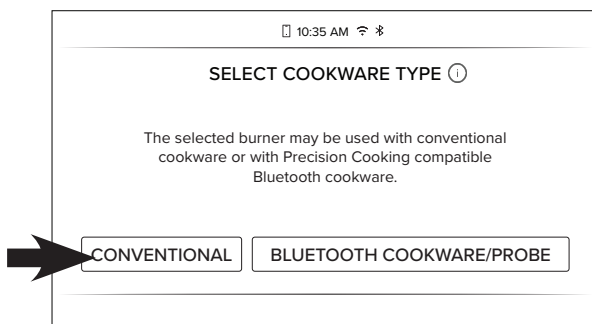 10:35 AM
SELECT COOKWARE TYPE i
The selected burner may be used with conventional
cookware or with Precision Cooking compatible
Bluetooth cookware.
CONVENTIONAL
BLUETOOTH COOKWARE/PROBE